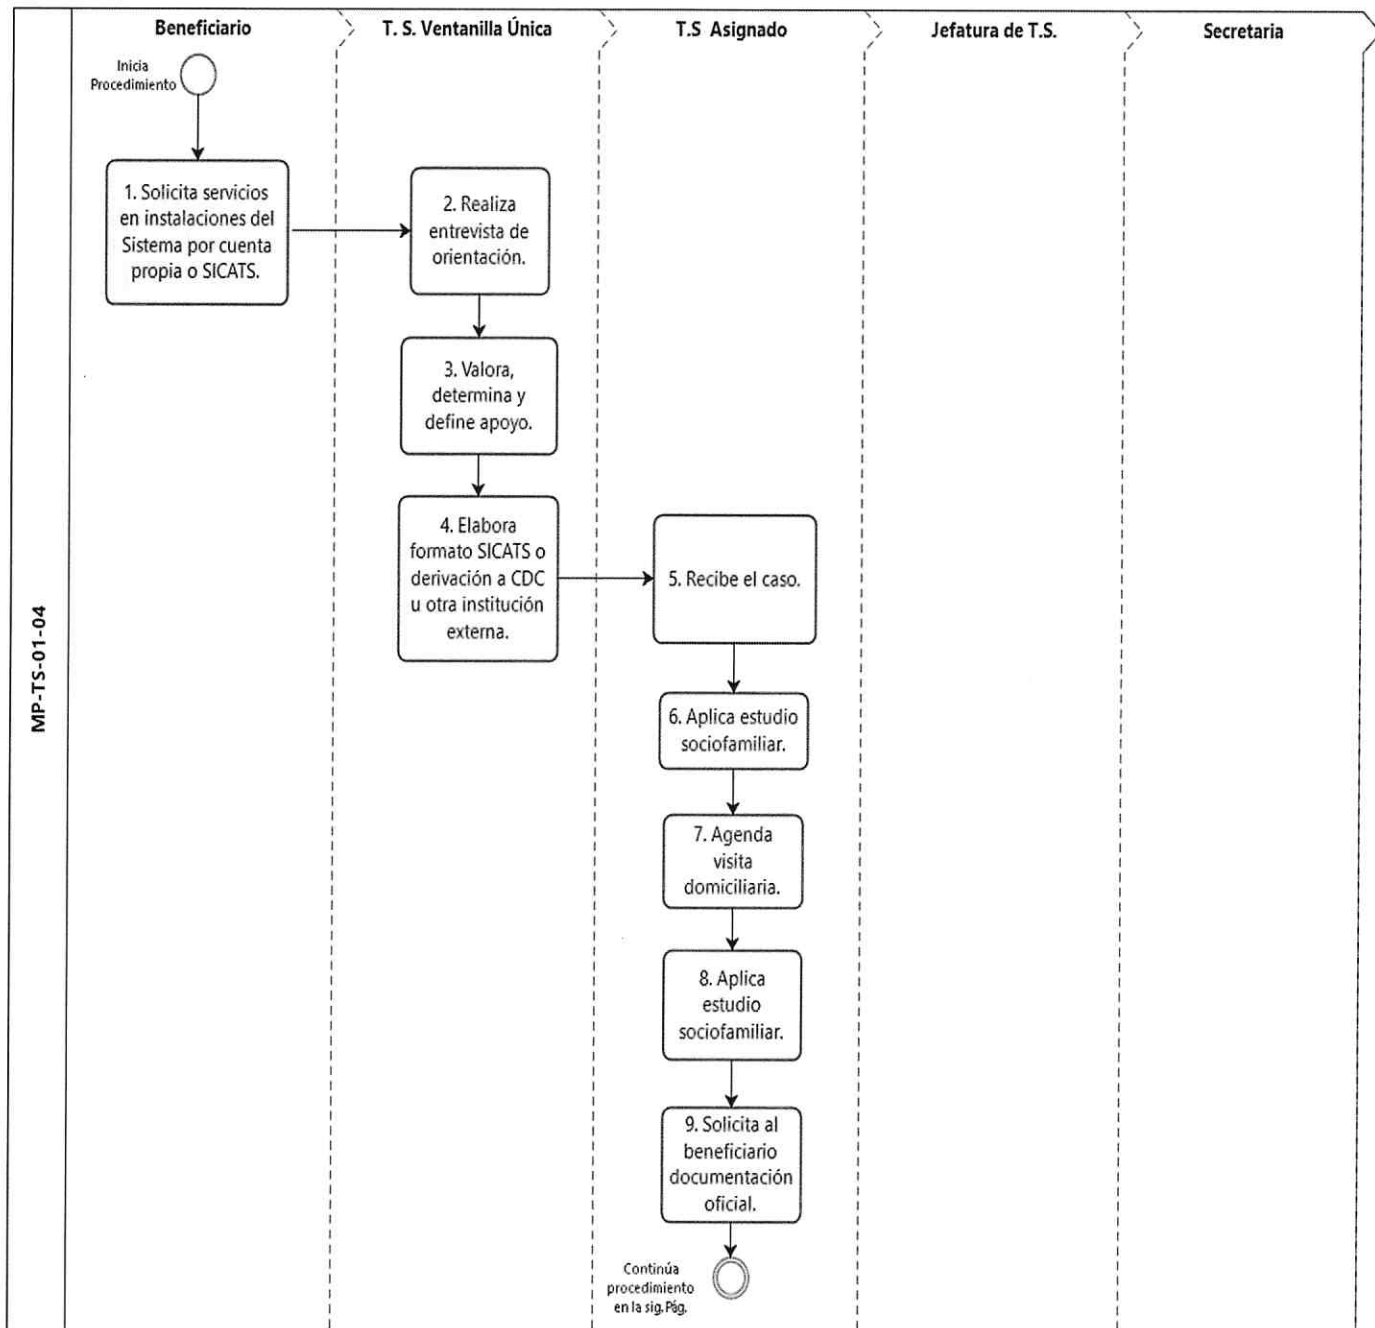 Beneficiario
T. S. Ventanilla Única
T.S Asignado
Jefatura de T.S.
Secretaria
MP-TS-01-04
Inicia
Procedimiento
1. Solicita servicios
en instalaciones del
Sistema por cuenta
propia o SICATS.
2. Realiza
entrevista de
orientación.
3. Valora,
determina y
define apoyo.
4. Elabora
formato SICATS o
derivación a CDC
u otra institución
externa.
5. Recibe el caso.
6. Aplica estudio
sociofamiliar.
7. Agenda
visita
domiciliaria.
8. Aplica
estudio
sociofamiliar.
9. Solicita al
beneficiario
documentación
oficial.
Continúa
procedimiento
en la sig. Pág.